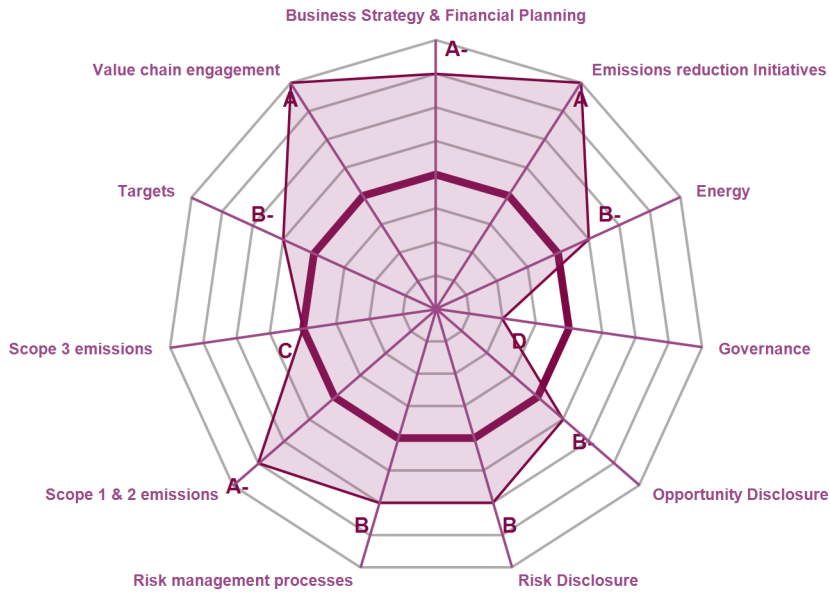 Business Strategy & Financial Planning
A-
Value chain engagement
Emissions reduction Initiatives
A
A
Targets
Energy
B-
B-
Scope 3 emissions
Governance
C
D
B-
Scope 1 & 2 emissions
A-
Opportunity Disclosure
B
B
Risk management processes
Risk Disclosure